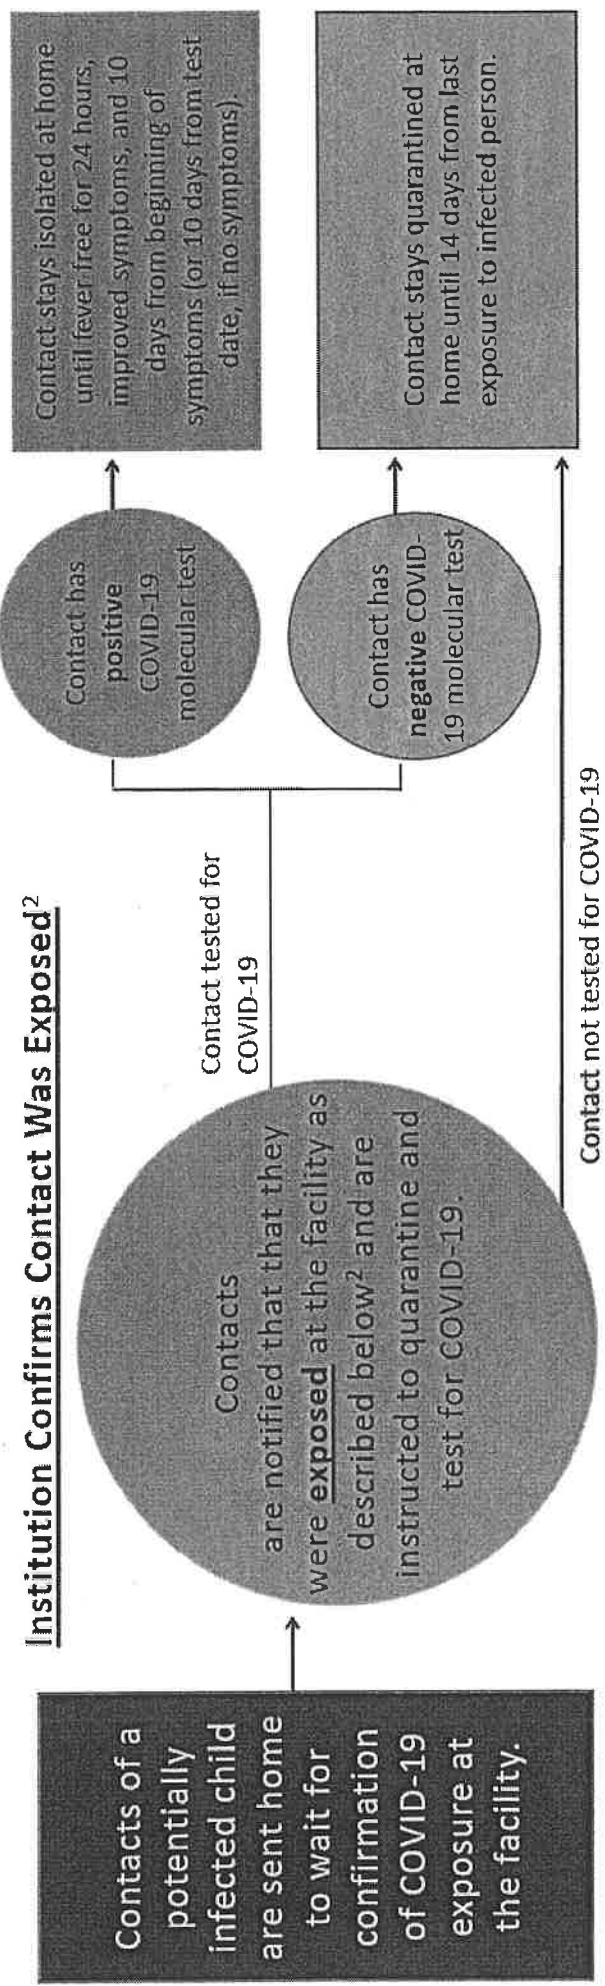 Institution Confirms Contact Was Exposed²
Contacts of a
potentially
infected child
are sent home
to wait for
confirmation
of COVID-19
exposure at
the facility.
Contacts
are notified that that they
were exposed at the facility as
described below² and are
instructed to quarantine and
test for COVID-19.
Contact tested for
COVID-19
Contact has
positive
COVID-19
molecular test
Contact stays isolated at home
until fever free for 24 hours,
improved symptoms, and 10
days from beginning of
symptoms (or 10 days from test
date, if no symptoms).
Contact has
negative COVID-
19 molecular test
Contact stays quarantined at
home until 14 days from last
exposure to infected person.
Contact not tested for COVID-19